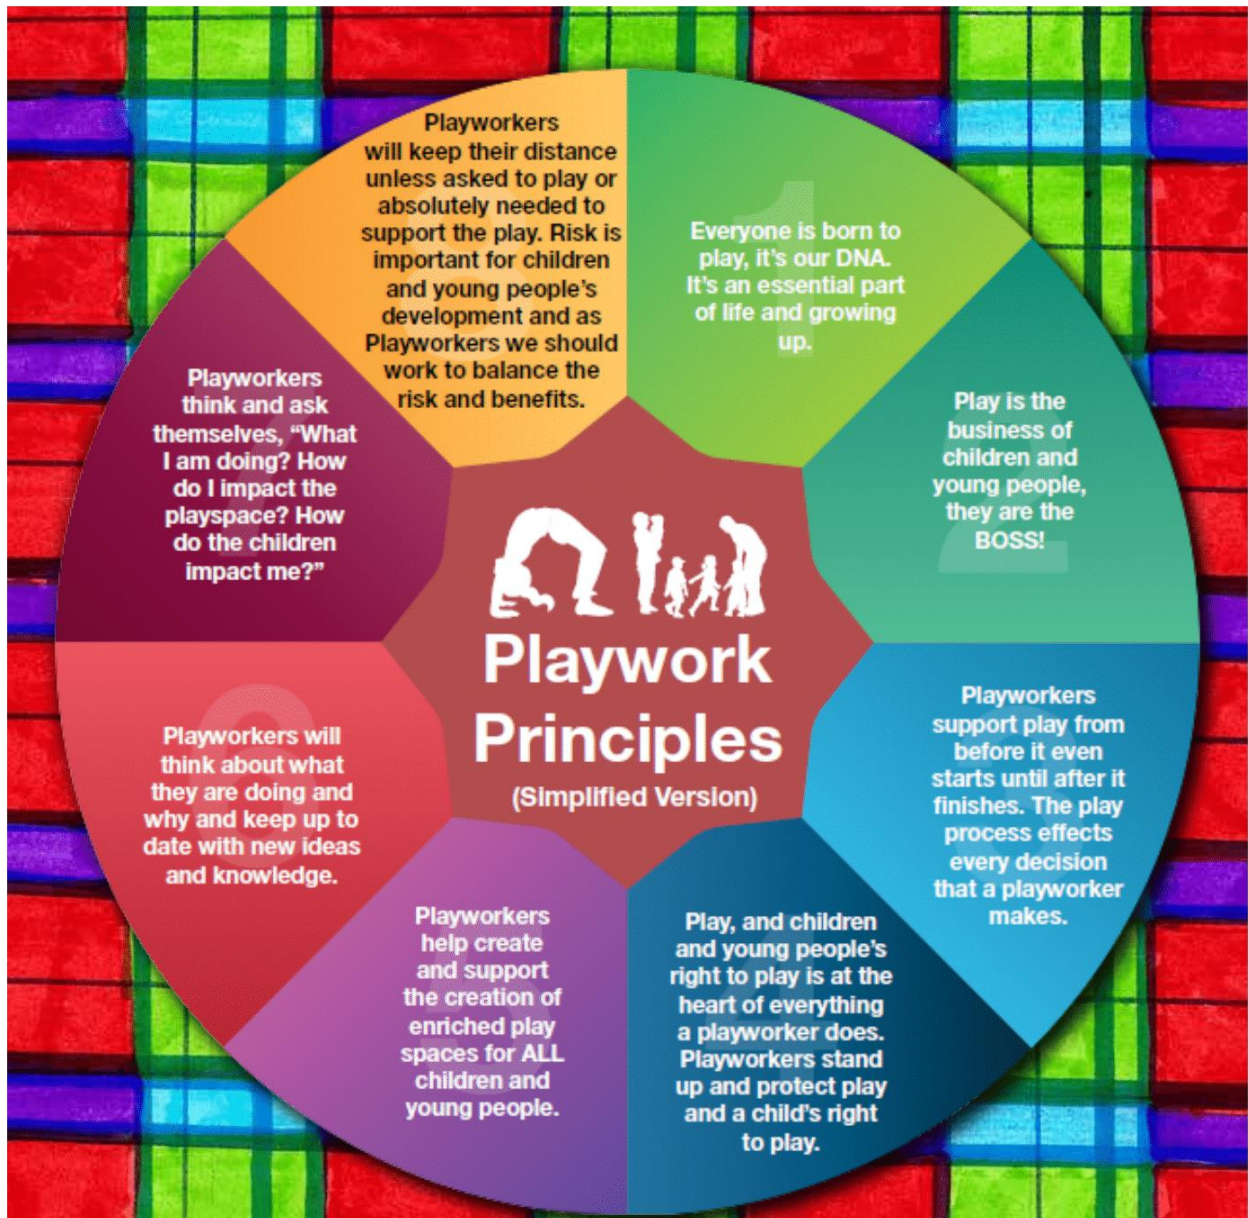 Playwork
Principles
(Simplified Version)
1
Everyone is born to
play, it's our DNA.
It's an essential part
of life and growing
up.
2
Play is the
business of
children and
young people,
they are the
BOSS!
3
Playworkers
support play from
before it even
starts until after it
finishes. The play
process effects
every decision
that a playworker
makes.
4
Play, and children
and young people's
right to play is at the
heart of everything
a playworker does.
Playworkers stand
up and protect play
and a child's right
to play.
5
Playworkers
help create
and support
the creation of
enriched play
spaces for ALL
children and
young people.
6
Playworkers will
think about what
they are doing and
why and keep up to
date with new ideas
and knowledge.
7
Playworkers
think and ask
themselves, “What
I am doing? How
do I impact the
playspace? How
do the children
impact me?”
8
Playworkers
will keep their distance
unless asked to play or
absolutely needed to
support the play. Risk is
important for children
and young people's
development and as
Playworkers we should
work to balance the
risk and benefits.